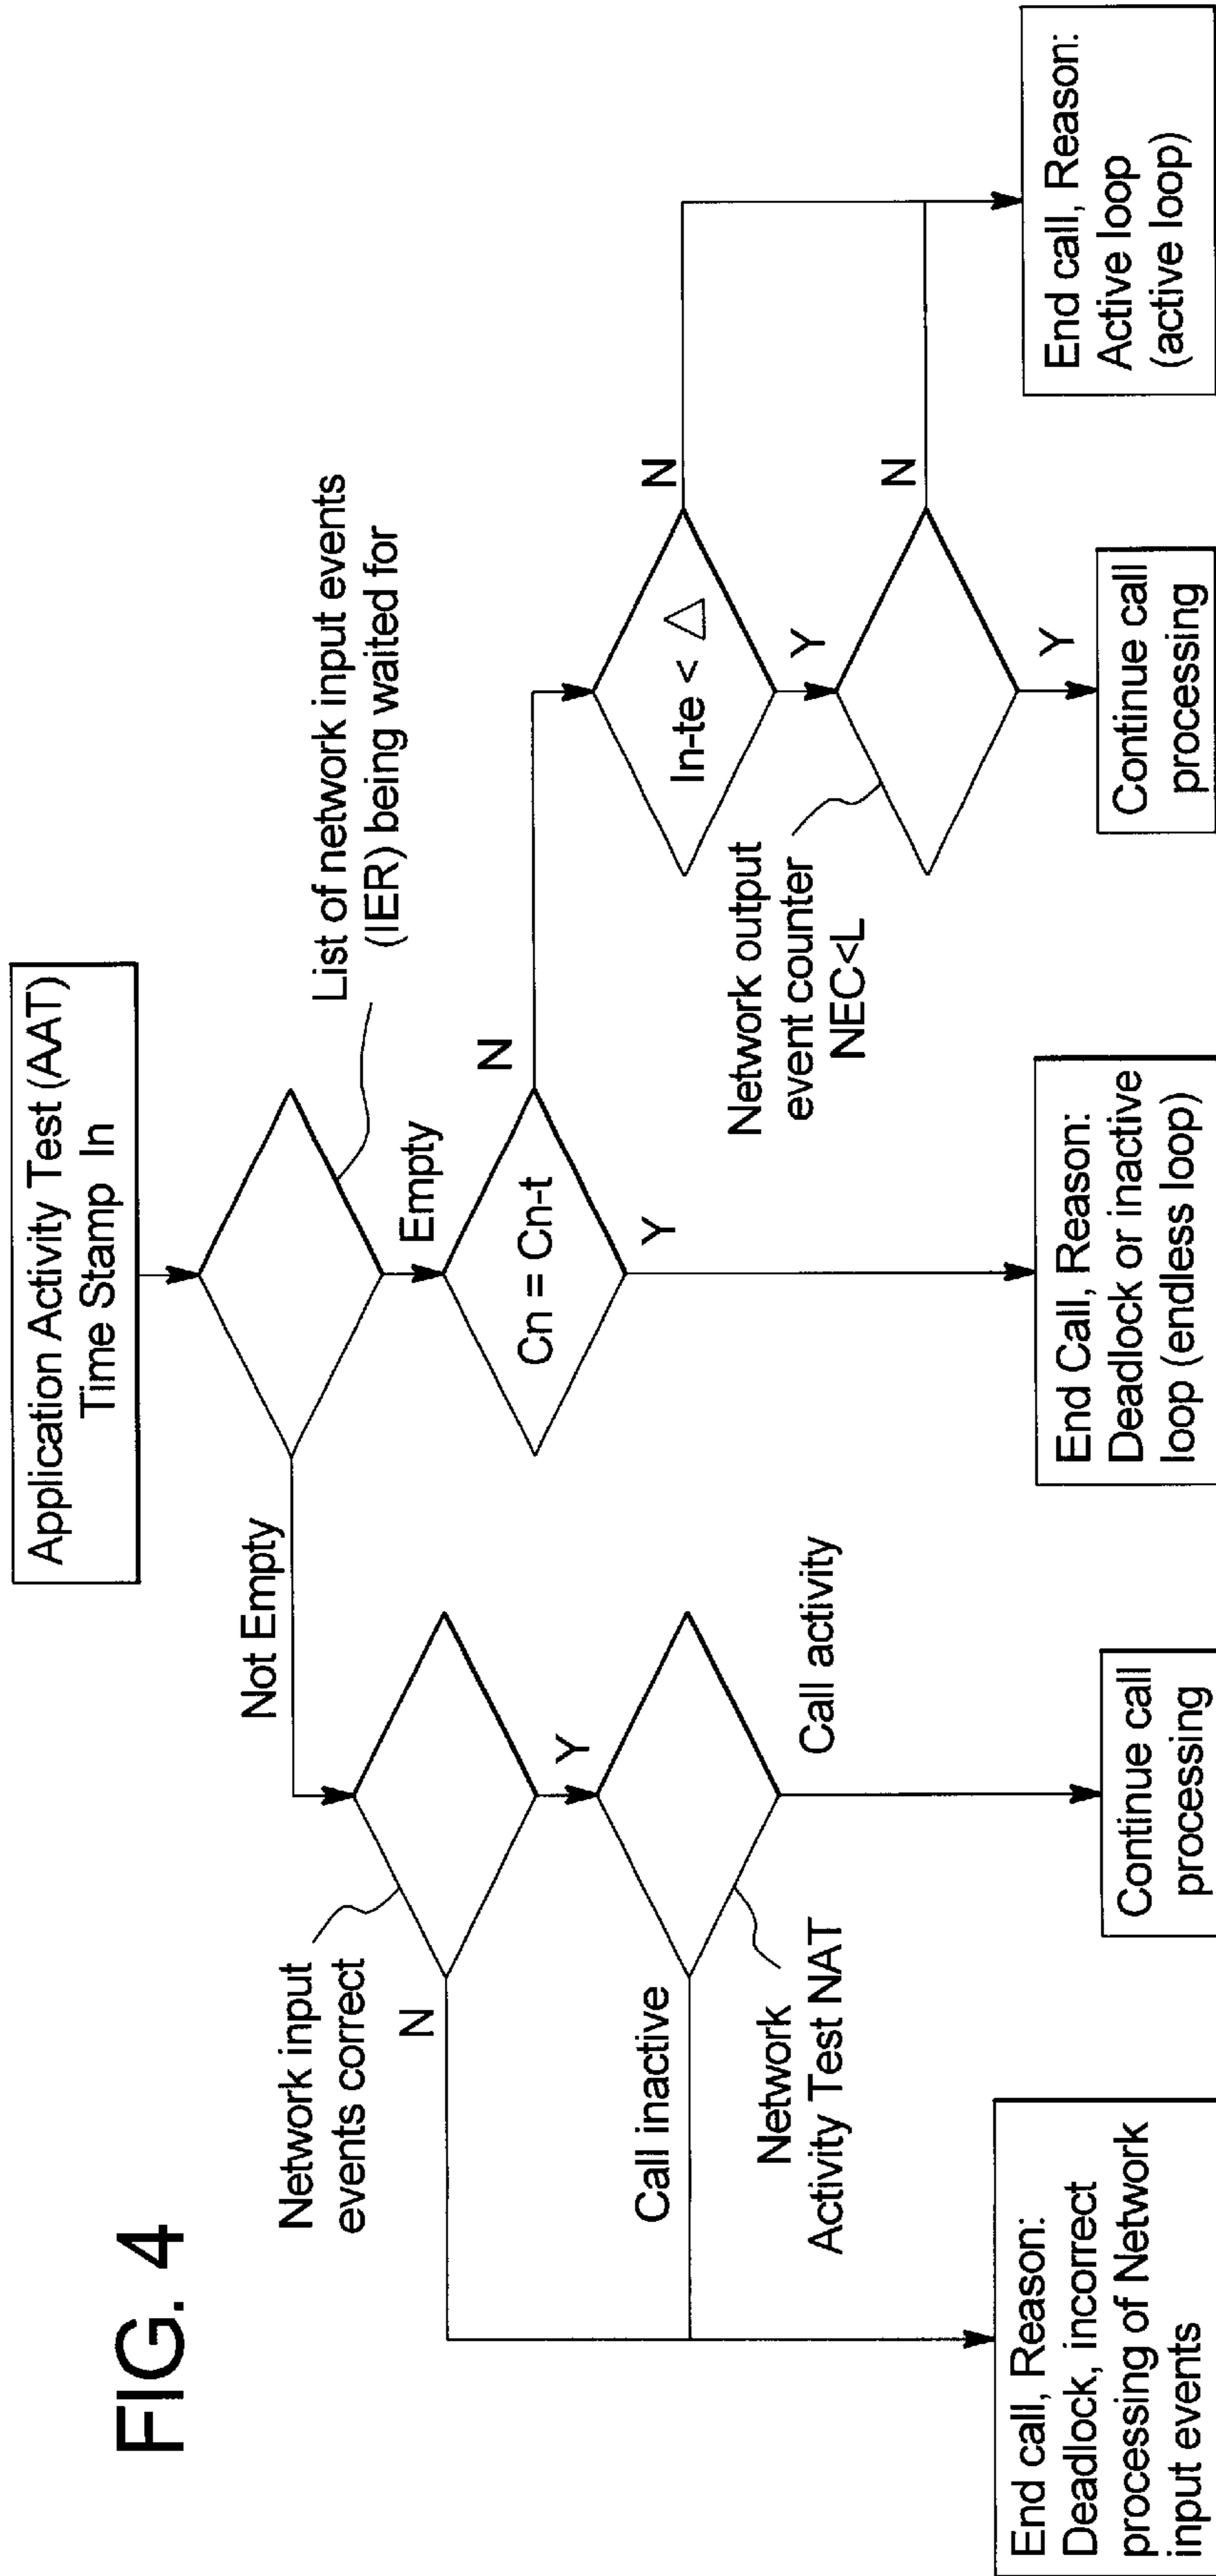 FIG. 4
Application Activity Test (AAT)
Time Stamp In
List of network input events
(IER) being waited for
Not Empty
Empty
Network input
events correct
N
Y
Cn = Cn-t
N
Y
Call inactive
Network
Activity Test NAT
Call activity
In-te < △
N
Y
Network output
event counter
NEC<L
N
Y
End call, Reason:
Deadlock, incorrect
processing of Network
input events
Continue call
processing
End Call, Reason:
Deadlock or inactive
loop (endless loop)
Continue call
processing
End call, Reason:
Active loop
(active loop)